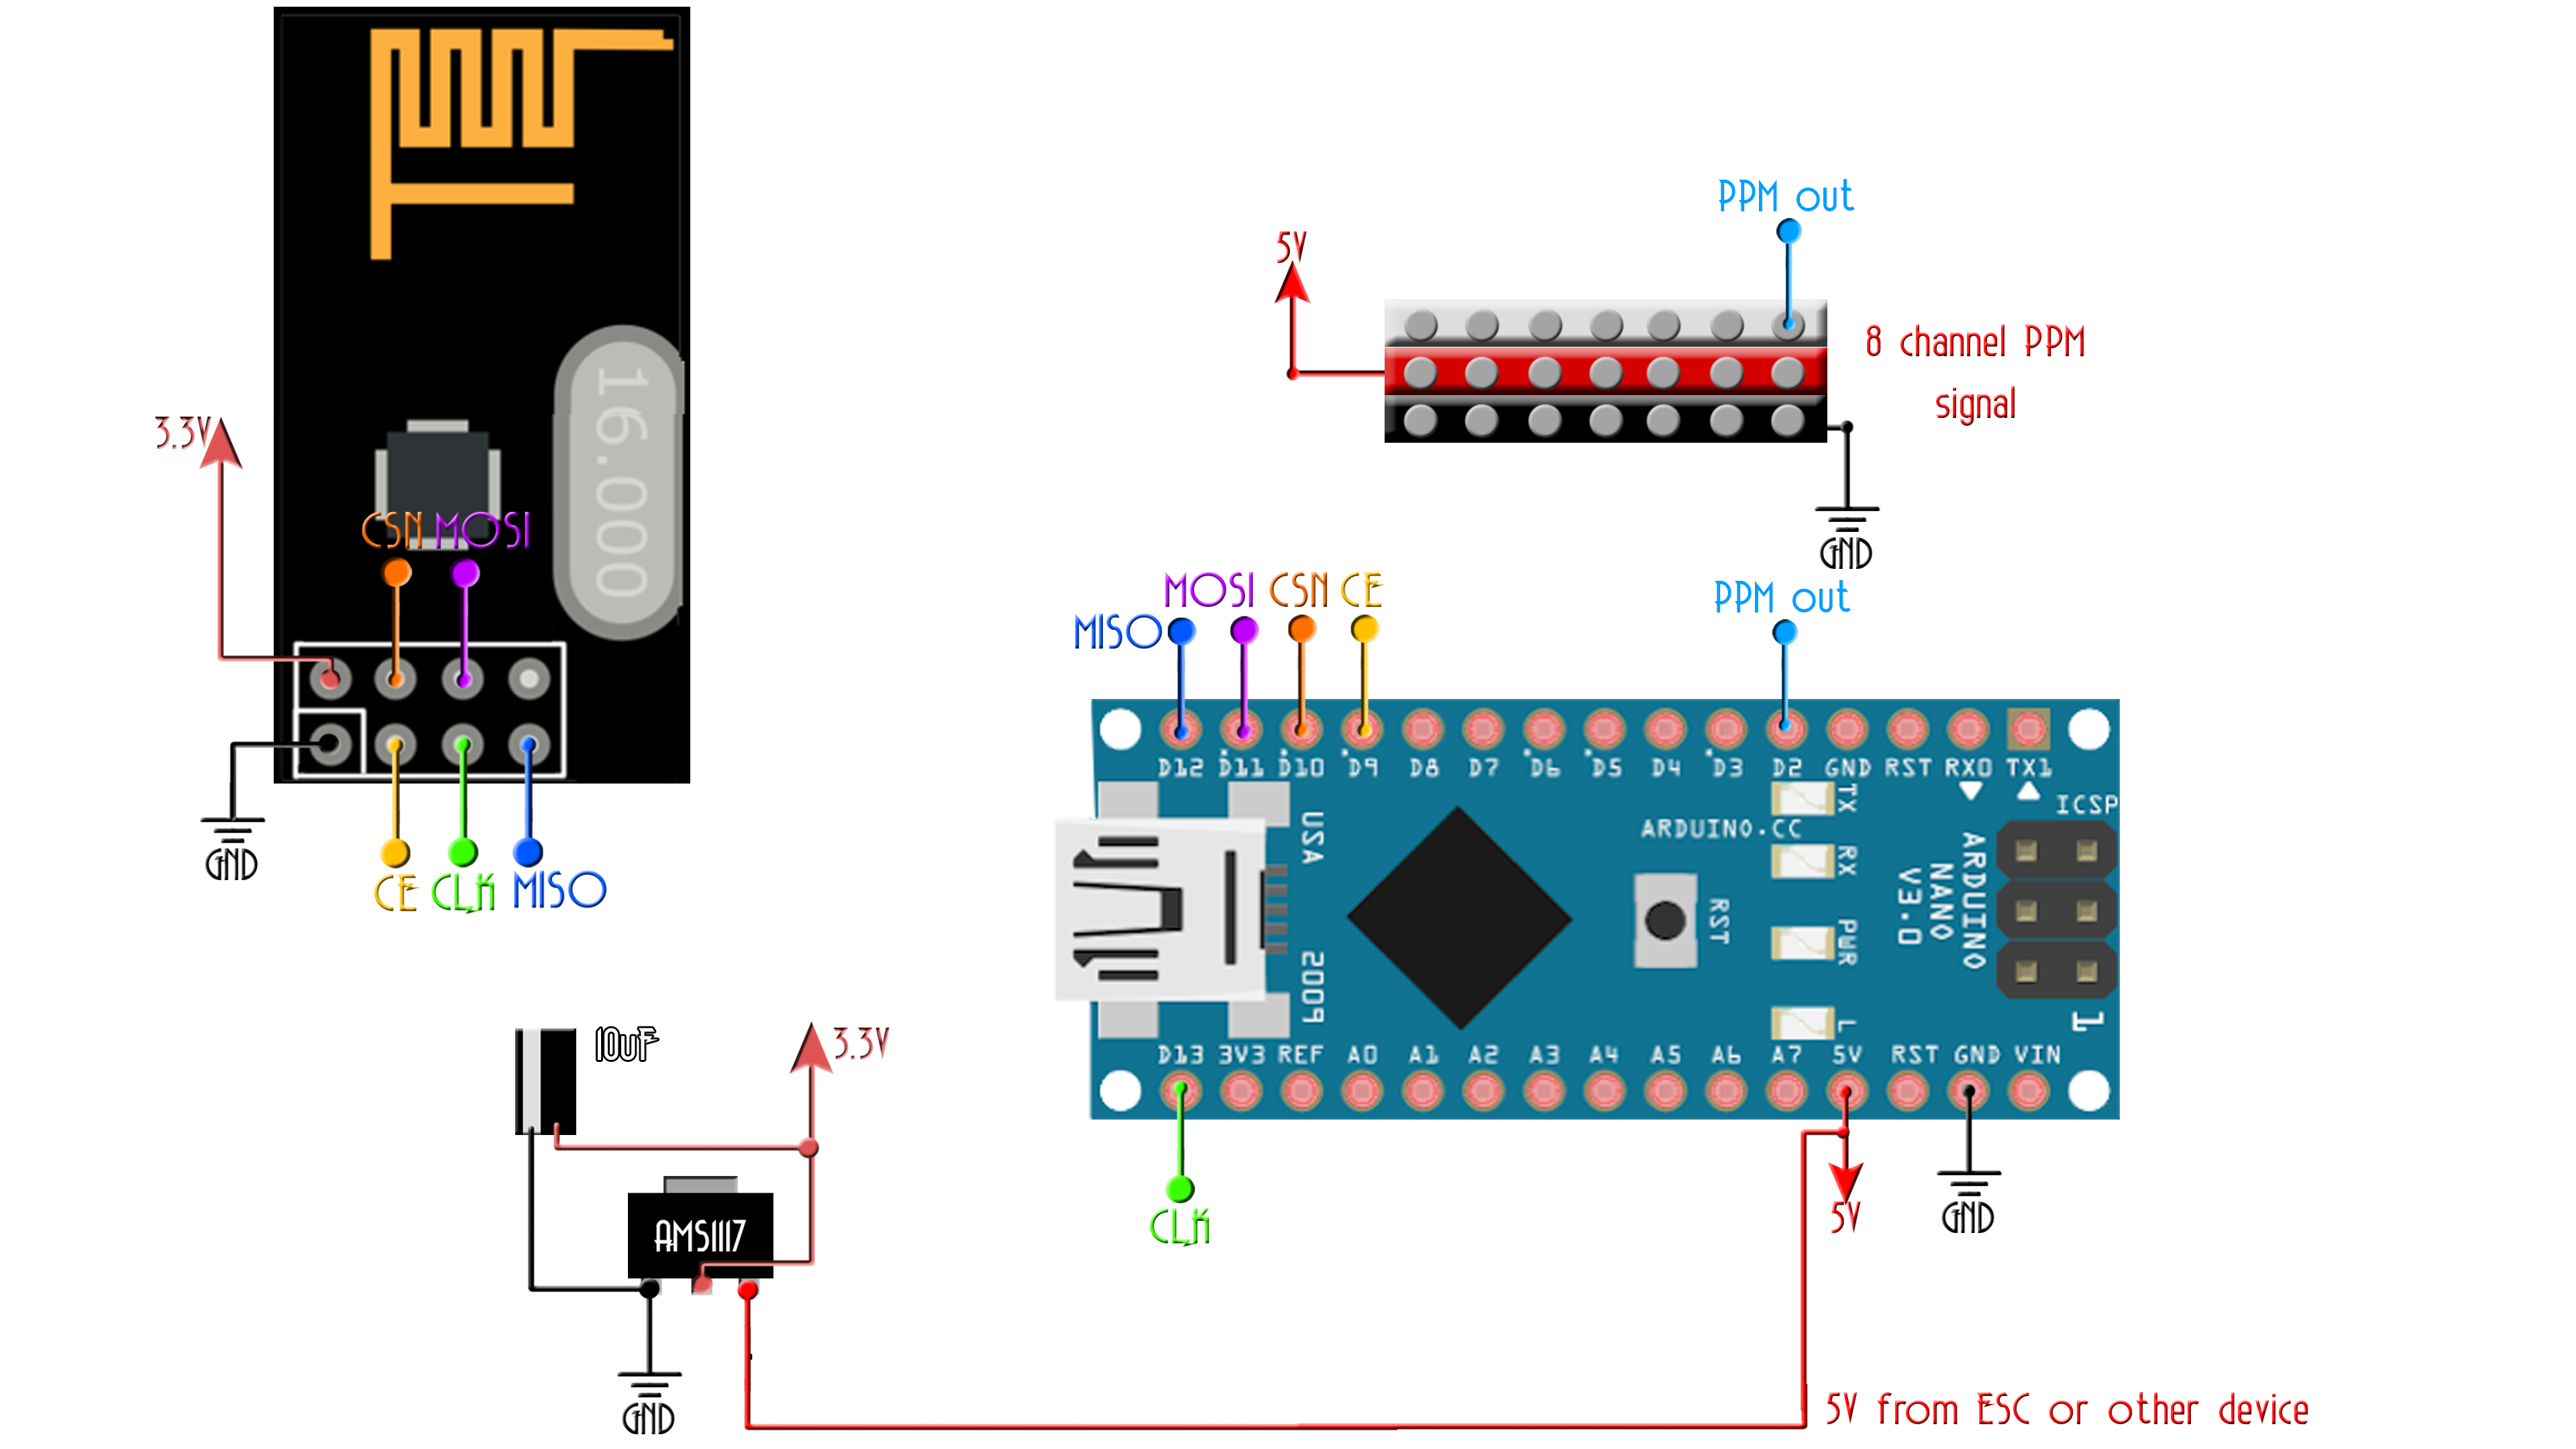 16.000
3.3V
CSN MOSI
GND
CE CLK MISO
PPM out
5V
8 channel PPM
signal
GND
MISO MOSI CSN CE
PPM out
D12 D11 D10 D9 D8 D7 D6 D5 D4 D3 D2 GND RST RX0 TX1
TX
RX
PWR
L
ICSP
ARDUINO.CC
USA
2009
RST
ARDUINO
NANO
V3.0
1
D13 3V3 REF A0 A1 A2 A3 A4 A5 A6 A7 5V RST GND VIN
CLK
5V
GND
10uF
3.3V
AMS1117
GND
5V from ESC or other device